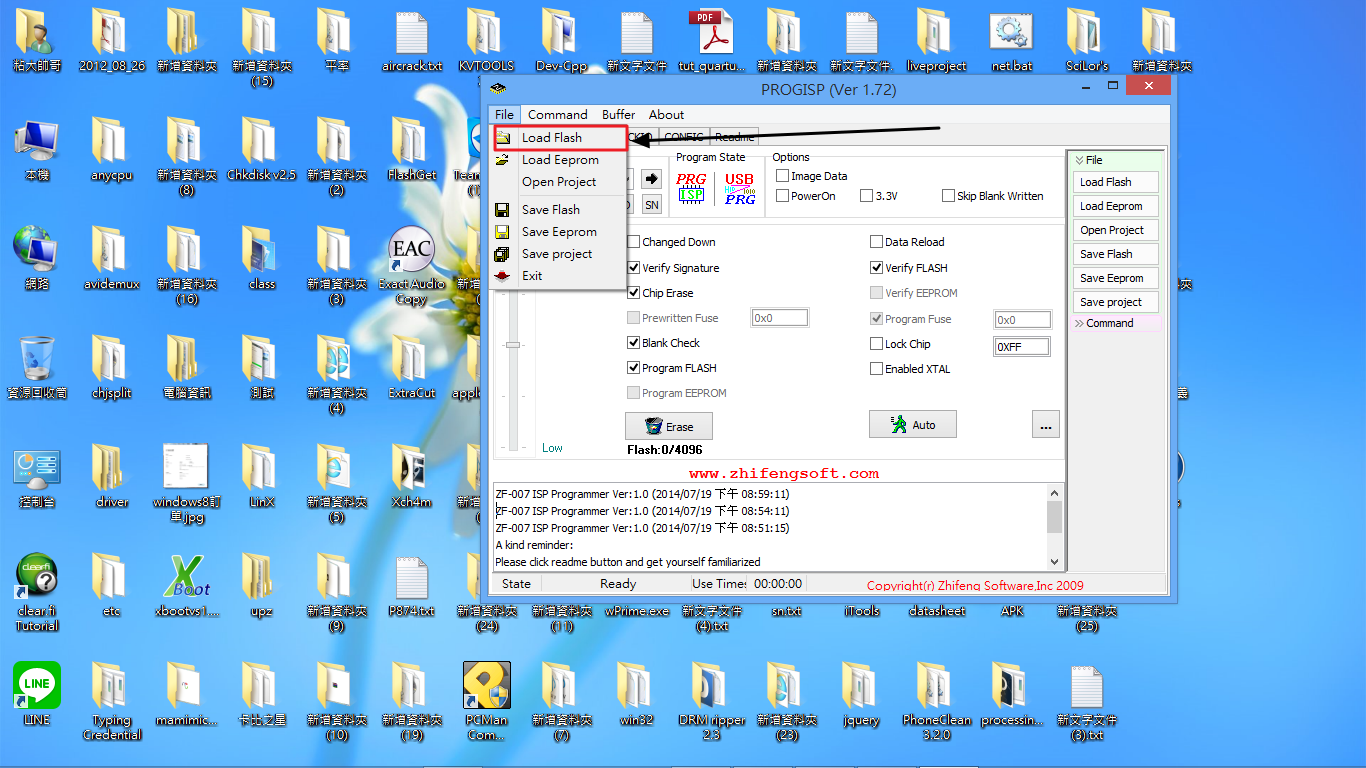 粘大帥哥
2012_08_26
新增資料夾
新增資料夾
(15)
平率
aircrack.txt
KVTOOLS
Dev-Cpp
新文字文件
PDF
tut_quartu...
新增資料夾
新文字文件.
liveproject
net.bat
SciLor's
新增資料夾
本機
anycpu
新增資料夾
(8)
Chkdisk v2.5
新增資料夾
(2)
FlashGet
網路
avidemux
新增資料夾
(16)
class
新增資料夾
(3)
EAC
Exact Audio
Copy
資源回收筒
chjsplit
電腦資訊
測試
新增資料夾
(4)
ExtraCut
控制台
driver
windows8訂
單.jpg
LinX
新增資料夾
(5)
Xch4m
clear.fi
clear.fi
Tutorial
etc
X Boot
xbootvs1....
upz
新增資料夾
(9)
P874.txt
新增資料夾
(24)
新增資料夾
(11)
wPrime.exe
新文字文件
(4).txt
sn.txt
iTools
datasheet
APK
新增資料夾
(25)
LINE
LINE
Typing
Credential
mamimic...
卡比之星
新增資料夾
(10)
新增資料夾
(19)
PCMan
Com...
新增資料夾
(7)
win32
DRM ripper
2.3
新增資料夾
(23)
jquery
PhoneClean
3.2.0
processin...
新文字文件
(3).txt
PROGISP (Ver 1.72)
File Command Buffer About
Load Flash
Load Eeprom
Open Project
Save Flash
Save Eeprom
Save project
Exit
CONFIG
Readme
SN
Program State
PRG
ISP
USB
PRG
Options
Image Data
PowerOn
3.3V
Skip Blank Written
Changed Down
Verify Signature
Chip Erase
Prewritten Fuse
0x0
Blank Check
Program FLASH
Program EEPROM
Data Reload
Verify FLASH
Verify EEPROM
Program Fuse
0x0
Lock Chip
0XFF
Enabled XTAL
Low
Erase
Auto
...
Flash:0/4096
www.zhifengsoft.com
ZF-007 ISP Programmer Ver:1.0 (2014/07/19 下午 08:59:11)
ZF-007 ISP Programmer Ver:1.0 (2014/07/19 下午 08:54:11)
ZF-007 ISP Programmer Ver:1.0 (2014/07/19 下午 08:51:15)
A kind reminder:
Please click readme button and get yourself familiarized
State
Ready
Use Time:
00:00:00
Copyright(r) Zhifeng Software,Inc 2009
File
Load Flash
Load Eeprom
Open Project
Save Flash
Save Eeprom
Save project
Command